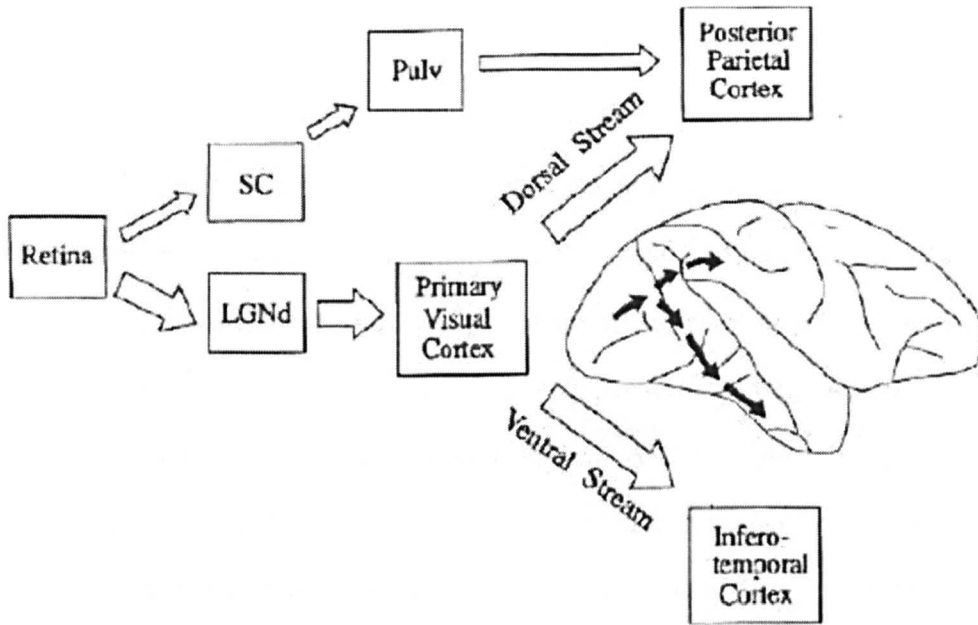 Posterior
Parietal
Cortex
Pulv
Dorsal Stream
SC
Retina
LGNd
Primary
Visual
Cortex
Ventral Stream
Infero-
temporal
Cortex